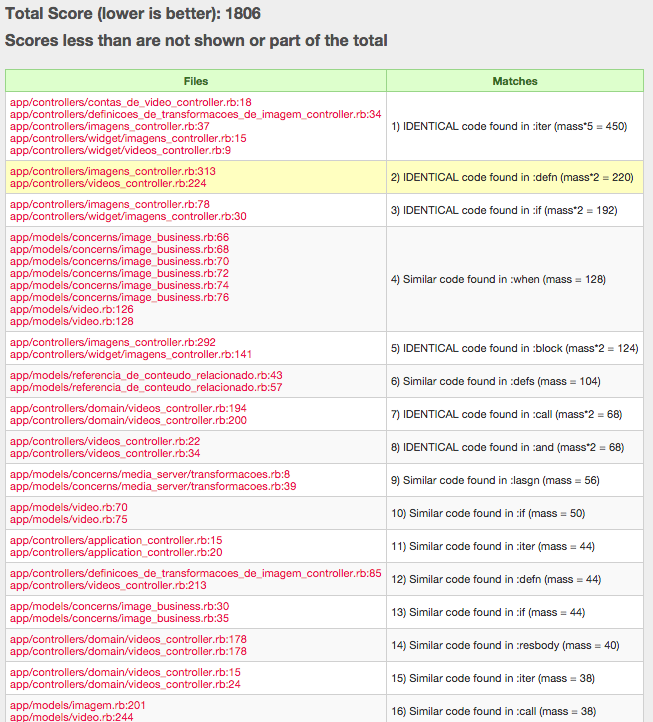 Total Score (lower is better): 1806
Scores less than are not shown or part of the total
Files Matches
app/controllers/contas_de_video_controller.rb:18
app/controllers/definicoes_de_transformacoes_de_imagem_controller.rb:34
app/controllers/imagens_controller.rb:37
app/controllers/widget/imagens_controller.rb:15
app/controllers/widget/videos_controller.rb:9
1) IDENTICAL code found in :iter (mass*5 = 450)
app/controllers/imagens_controller.rb:313
app/controllers/videos_controller.rb:224
2) IDENTICAL code found in :defn (mass*2 = 220)
app/controllers/imagens_controller.rb:78
app/controllers/widget/imagens_controller.rb:30
3) IDENTICAL code found in :if (mass*2 = 192)
app/models/concerns/image_business.rb:66
app/models/concerns/image_business.rb:68
app/models/concerns/image_business.rb:70
app/models/concerns/image_business.rb:72
app/models/concerns/image_business.rb:74
app/models/concerns/image_business.rb:76
app/models/video.rb:126
app/models/video.rb:128
4) Similar code found in :when (mass = 128)
app/controllers/imagens_controller.rb:292
app/controllers/widget/imagens_controller.rb:141
5) IDENTICAL code found in :block (mass*2 = 124)
app/models/referencia_de_conteudo_relacionado.rb:43
app/models/referencia_de_conteudo_relacionado.rb:57
6) Similar code found in :defs (mass = 104)
app/controllers/domain/videos_controller.rb:194
app/controllers/domain/videos_controller.rb:200
7) IDENTICAL code found in :call (mass*2 = 68)
app/controllers/videos_controller.rb:22
app/controllers/videos_controller.rb:34
8) IDENTICAL code found in :and (mass*2 = 68)
app/models/concerns/media_server/transformacoes.rb:8
app/models/concerns/media_server/transformacoes.rb:39
9) Similar code found in :lasgn (mass = 56)
app/models/video.rb:70
app/models/video.rb:75
10) Similar code found in :if (mass = 50)
app/controllers/application_controller.rb:15
app/controllers/application_controller.rb:20
11) Similar code found in :iter (mass = 44)
app/controllers/definicoes_de_transformacoes_de_imagem_controller.rb:85
app/controllers/videos_controller.rb:213
12) Similar code found in :defn (mass = 44)
app/models/concerns/image_business.rb:30
app/models/concerns/image_business.rb:35
13) Similar code found in :if (mass = 44)
app/controllers/domain/videos_controller.rb:178
app/controllers/domain/videos_controller.rb:178
14) Similar code found in :resbody (mass = 40)
app/controllers/domain/videos_controller.rb:15
app/controllers/domain/videos_controller.rb:24
15) Similar code found in :iter (mass = 38)
app/models/imagem.rb:201
app/models/video.rb:244
16) Similar code found in :call (mass = 38)